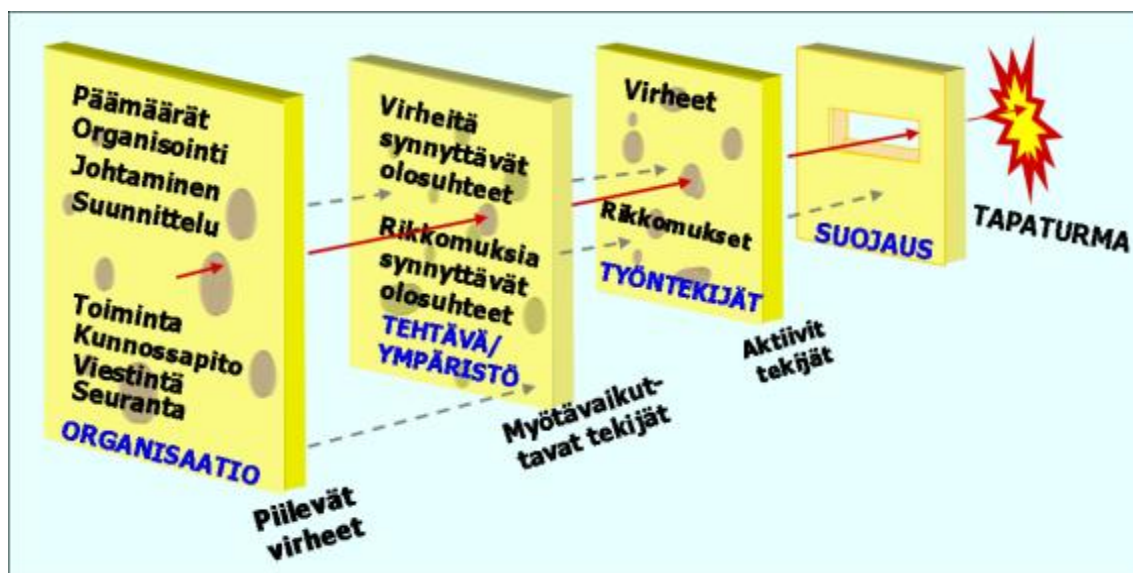 Päämäärät
Organisointi
Johtaminen
Suunnittelu
Toiminta
Kunnossapito
Viestintä
Seuranta
ORGANISAATIO
Piilevät
virheet
Virheitä
synnyttävät
olosuhteet
Rikkomuksia
synnyttävät
olosuhteet
TEHTÄVÄ/
YMPÄRISTÖ
Myötävaikut-
tavat tekijät
Virheet
Rikkomukset
TYÖNTEKIJÄT
Aktiivit
tekijät
SUOJAUS
TAPATURMA